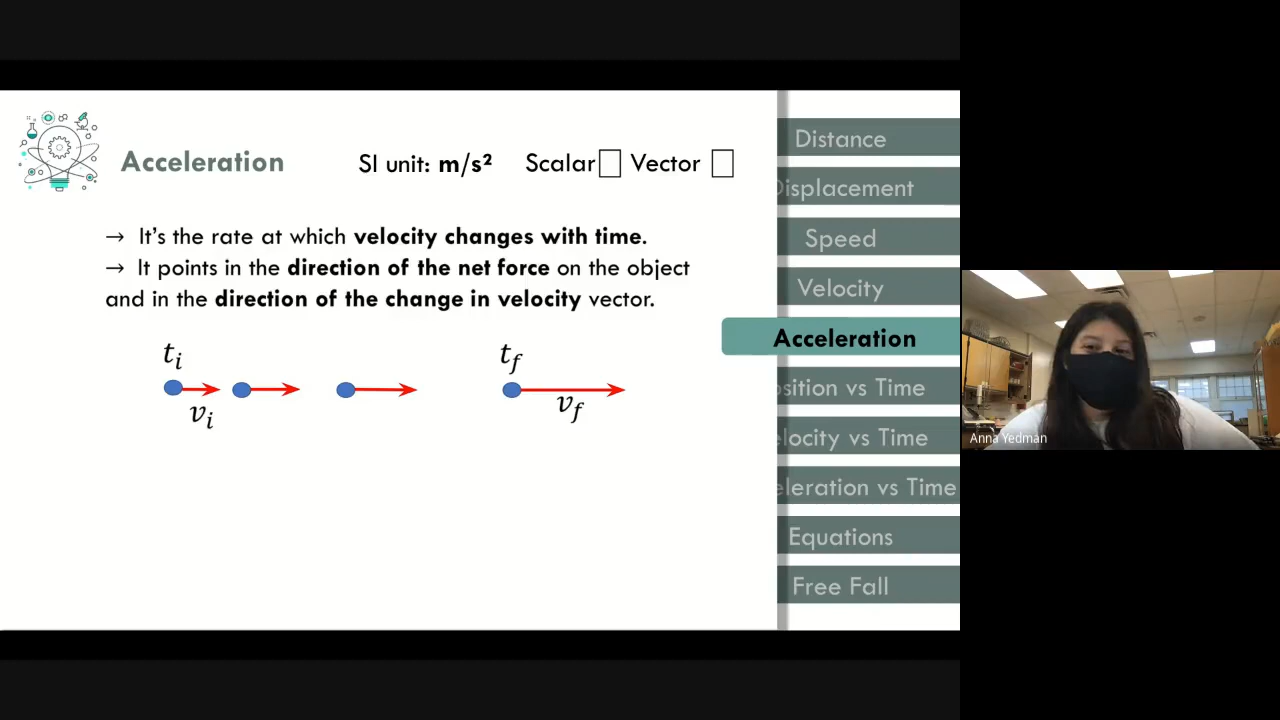 Acceleration SI unit: m/s² Scalar Vector
→ It's the rate at which velocity changes with time.
→ It points in the direction of the net force on the object
and in the direction of the change in velocity vector.
tᵢ t_f
vᵢ v_f
Distance
Displacement
Speed
Velocity
Acceleration
osition vs Time
elocity vs Time
eleration vs Time
Equations
Free Fall
Anna Yedman